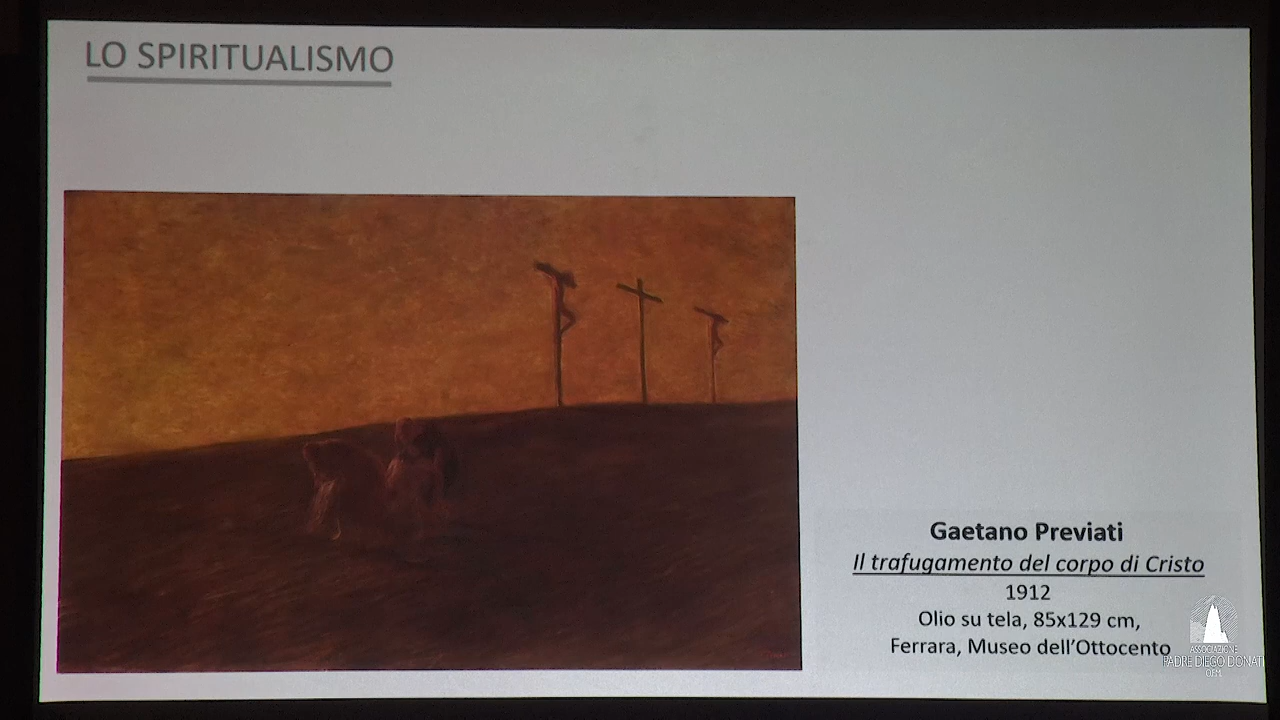 LO SPIRITUALISMO
Gaetano Previati
Il trafugamento del corpo di Cristo
1912
Olio su tela, 85x129 cm,
Ferrara, Museo dell'Ottocento
ASSOCIAZIONE
PADRE DIEGO DONATI
OFM